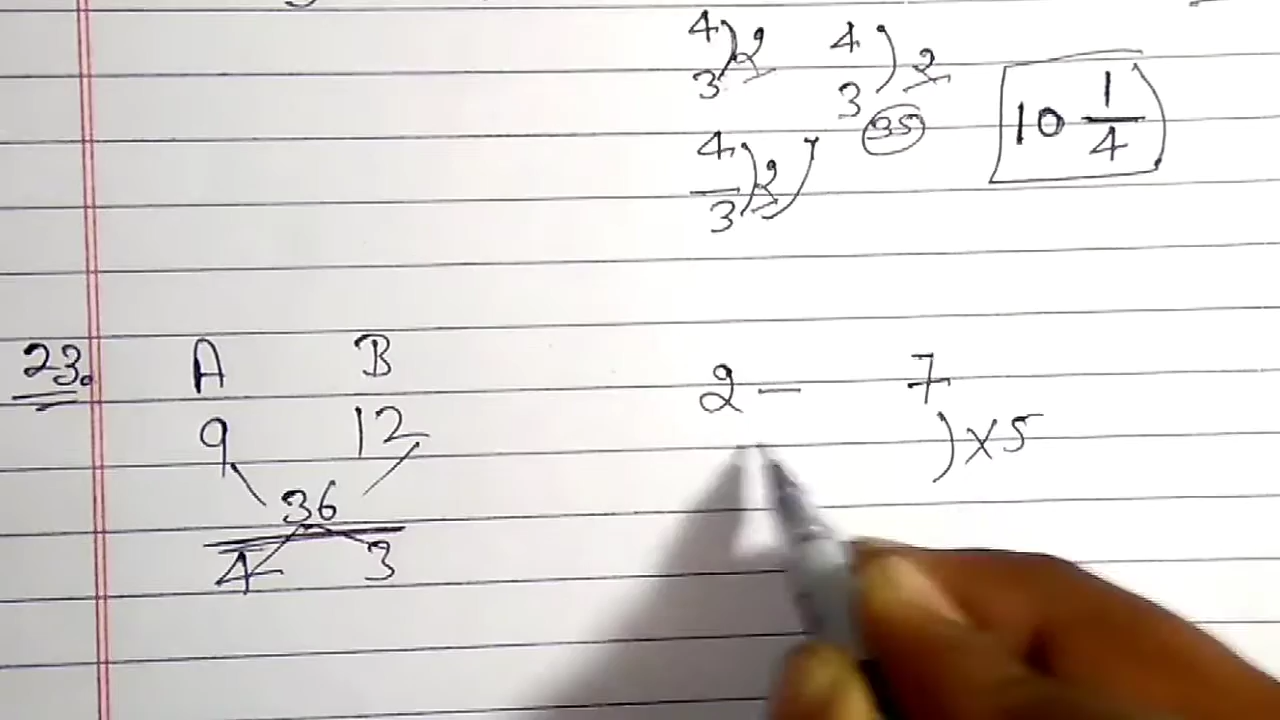 4 ) 2 4 ) 2
3 3
35
10 1/4
4 ) 2 )
3
23. A B
9 12
36
4 3
2 — 7
) x 5